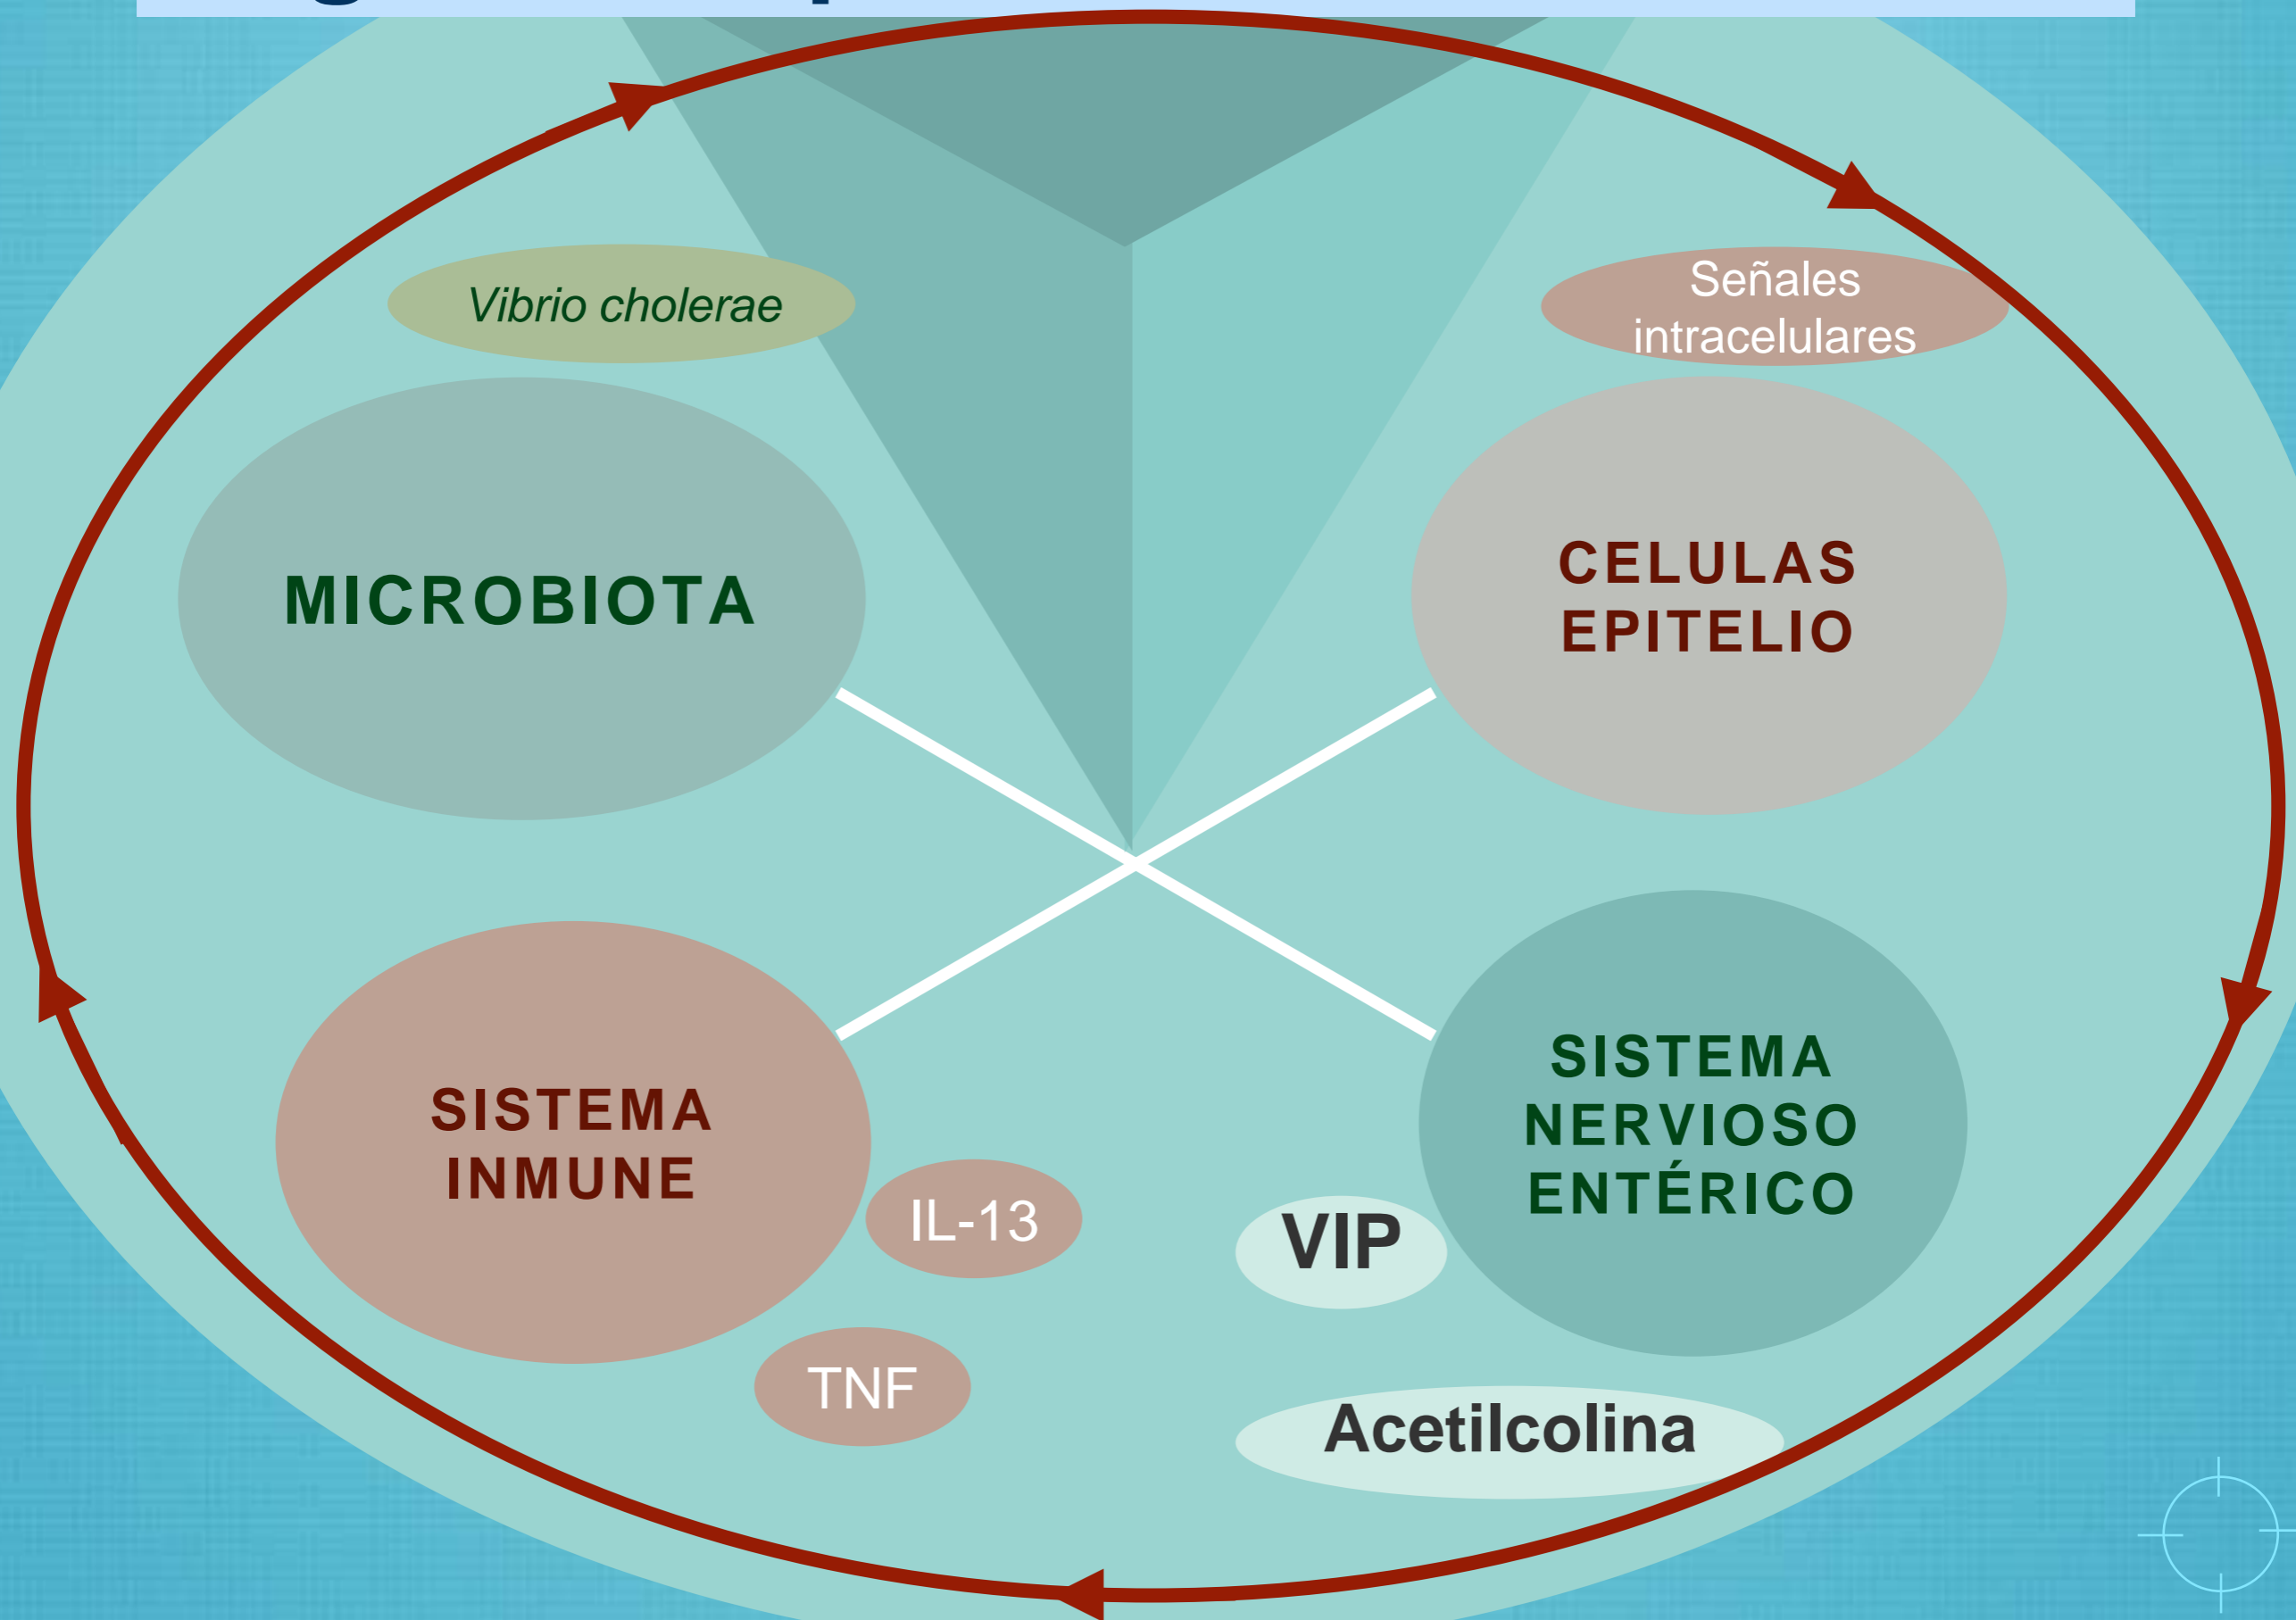 Vibrio cholerae
Señales
intracelulares
MICROBIOTA
CELULAS
EPITELIO
SISTEMA
INMUNE
SISTEMA
NERVIOSO
ENTÉRICO
IL-13
VIP
TNF
Acetilcolina